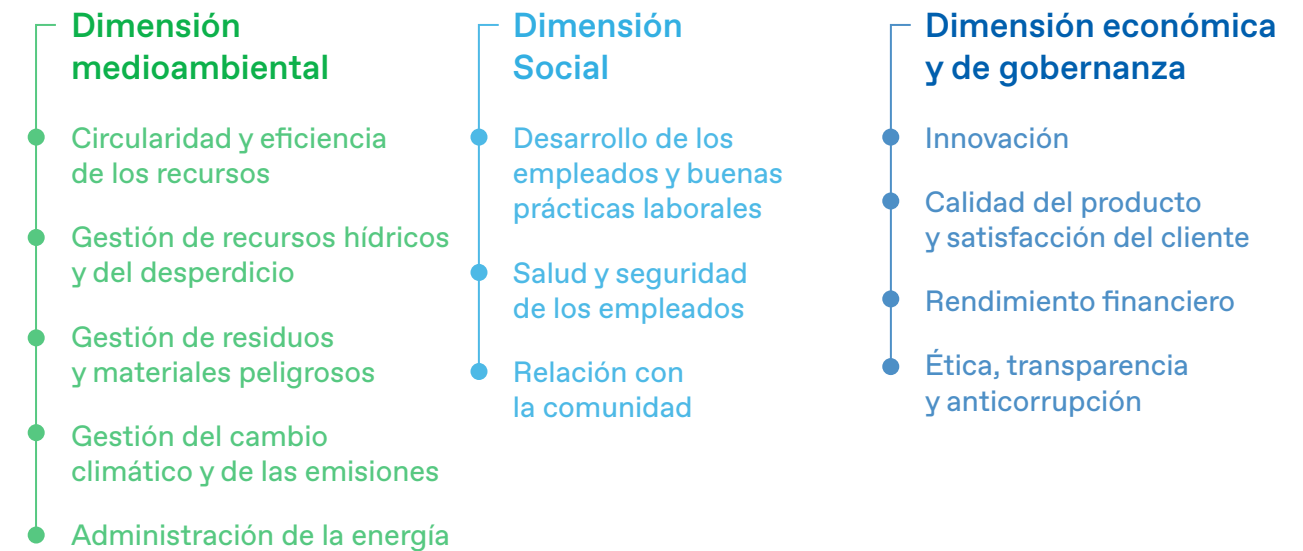 Dimensión
medioambiental
Circularidad y eficiencia
de los recursos
Gestión de recursos hídricos
y del desperdicio
Gestión de residuos
y materiales peligrosos
Gestión del cambio
climático y de las emisiones
Administración de la energía
Dimensión
Social
Desarrollo de los
empleados y buenas
prácticas laborales
Salud y seguridad
de los empleados
Relación con
la comunidad
Dimensión económica
y de gobernanza
Innovación
Calidad del producto
y satisfacción del cliente
Rendimiento financiero
Ética, transparencia
y anticorrupción